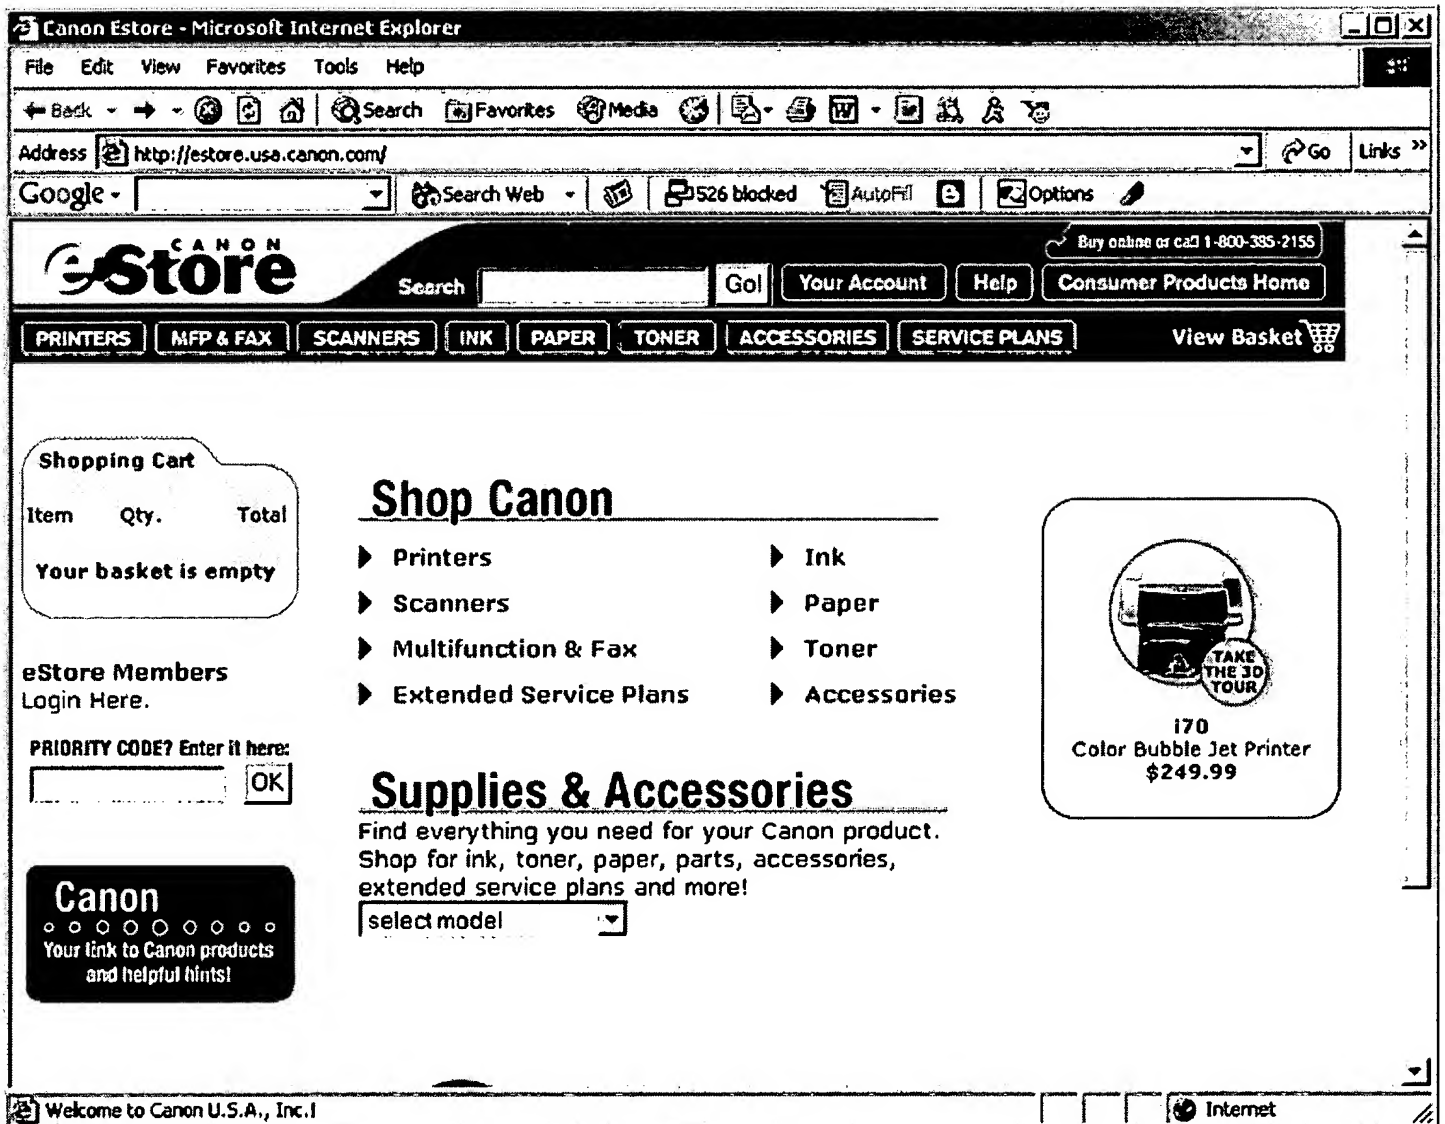 Canon Estore - Microsoft Internet Explorer
File Edit View Favorites Tools Help
Back Search Favorites Media W
Address http://estore.usa.canon.com/ Go Links »
Google Search Web 526 blocked AutoFill Options
CANON
eStore
Buy online or call 1-800-385-2155
Search Go! Your Account Help Consumer Products Home
PRINTERS MFP & FAX SCANNERS INK PAPER TONER ACCESSORIES SERVICE PLANS View Basket
Shopping Cart
Item Qty. Total
Your basket is empty
eStore Members
Login Here.
PRIORITY CODE? Enter it here:
OK
Canon
Your link to Canon products
and helpful hints!
Shop Canon
Printers
Scanners
Multifunction & Fax
Extended Service Plans
Ink
Paper
Toner
Accessories
Supplies & Accessories
Find everything you need for your Canon product.
Shop for ink, toner, paper, parts, accessories,
extended service plans and more!
select model
TAKE
THE 3D
TOUR
i70
Color Bubble Jet Printer
$249.99
Welcome to Canon U.S.A., Inc.! Internet